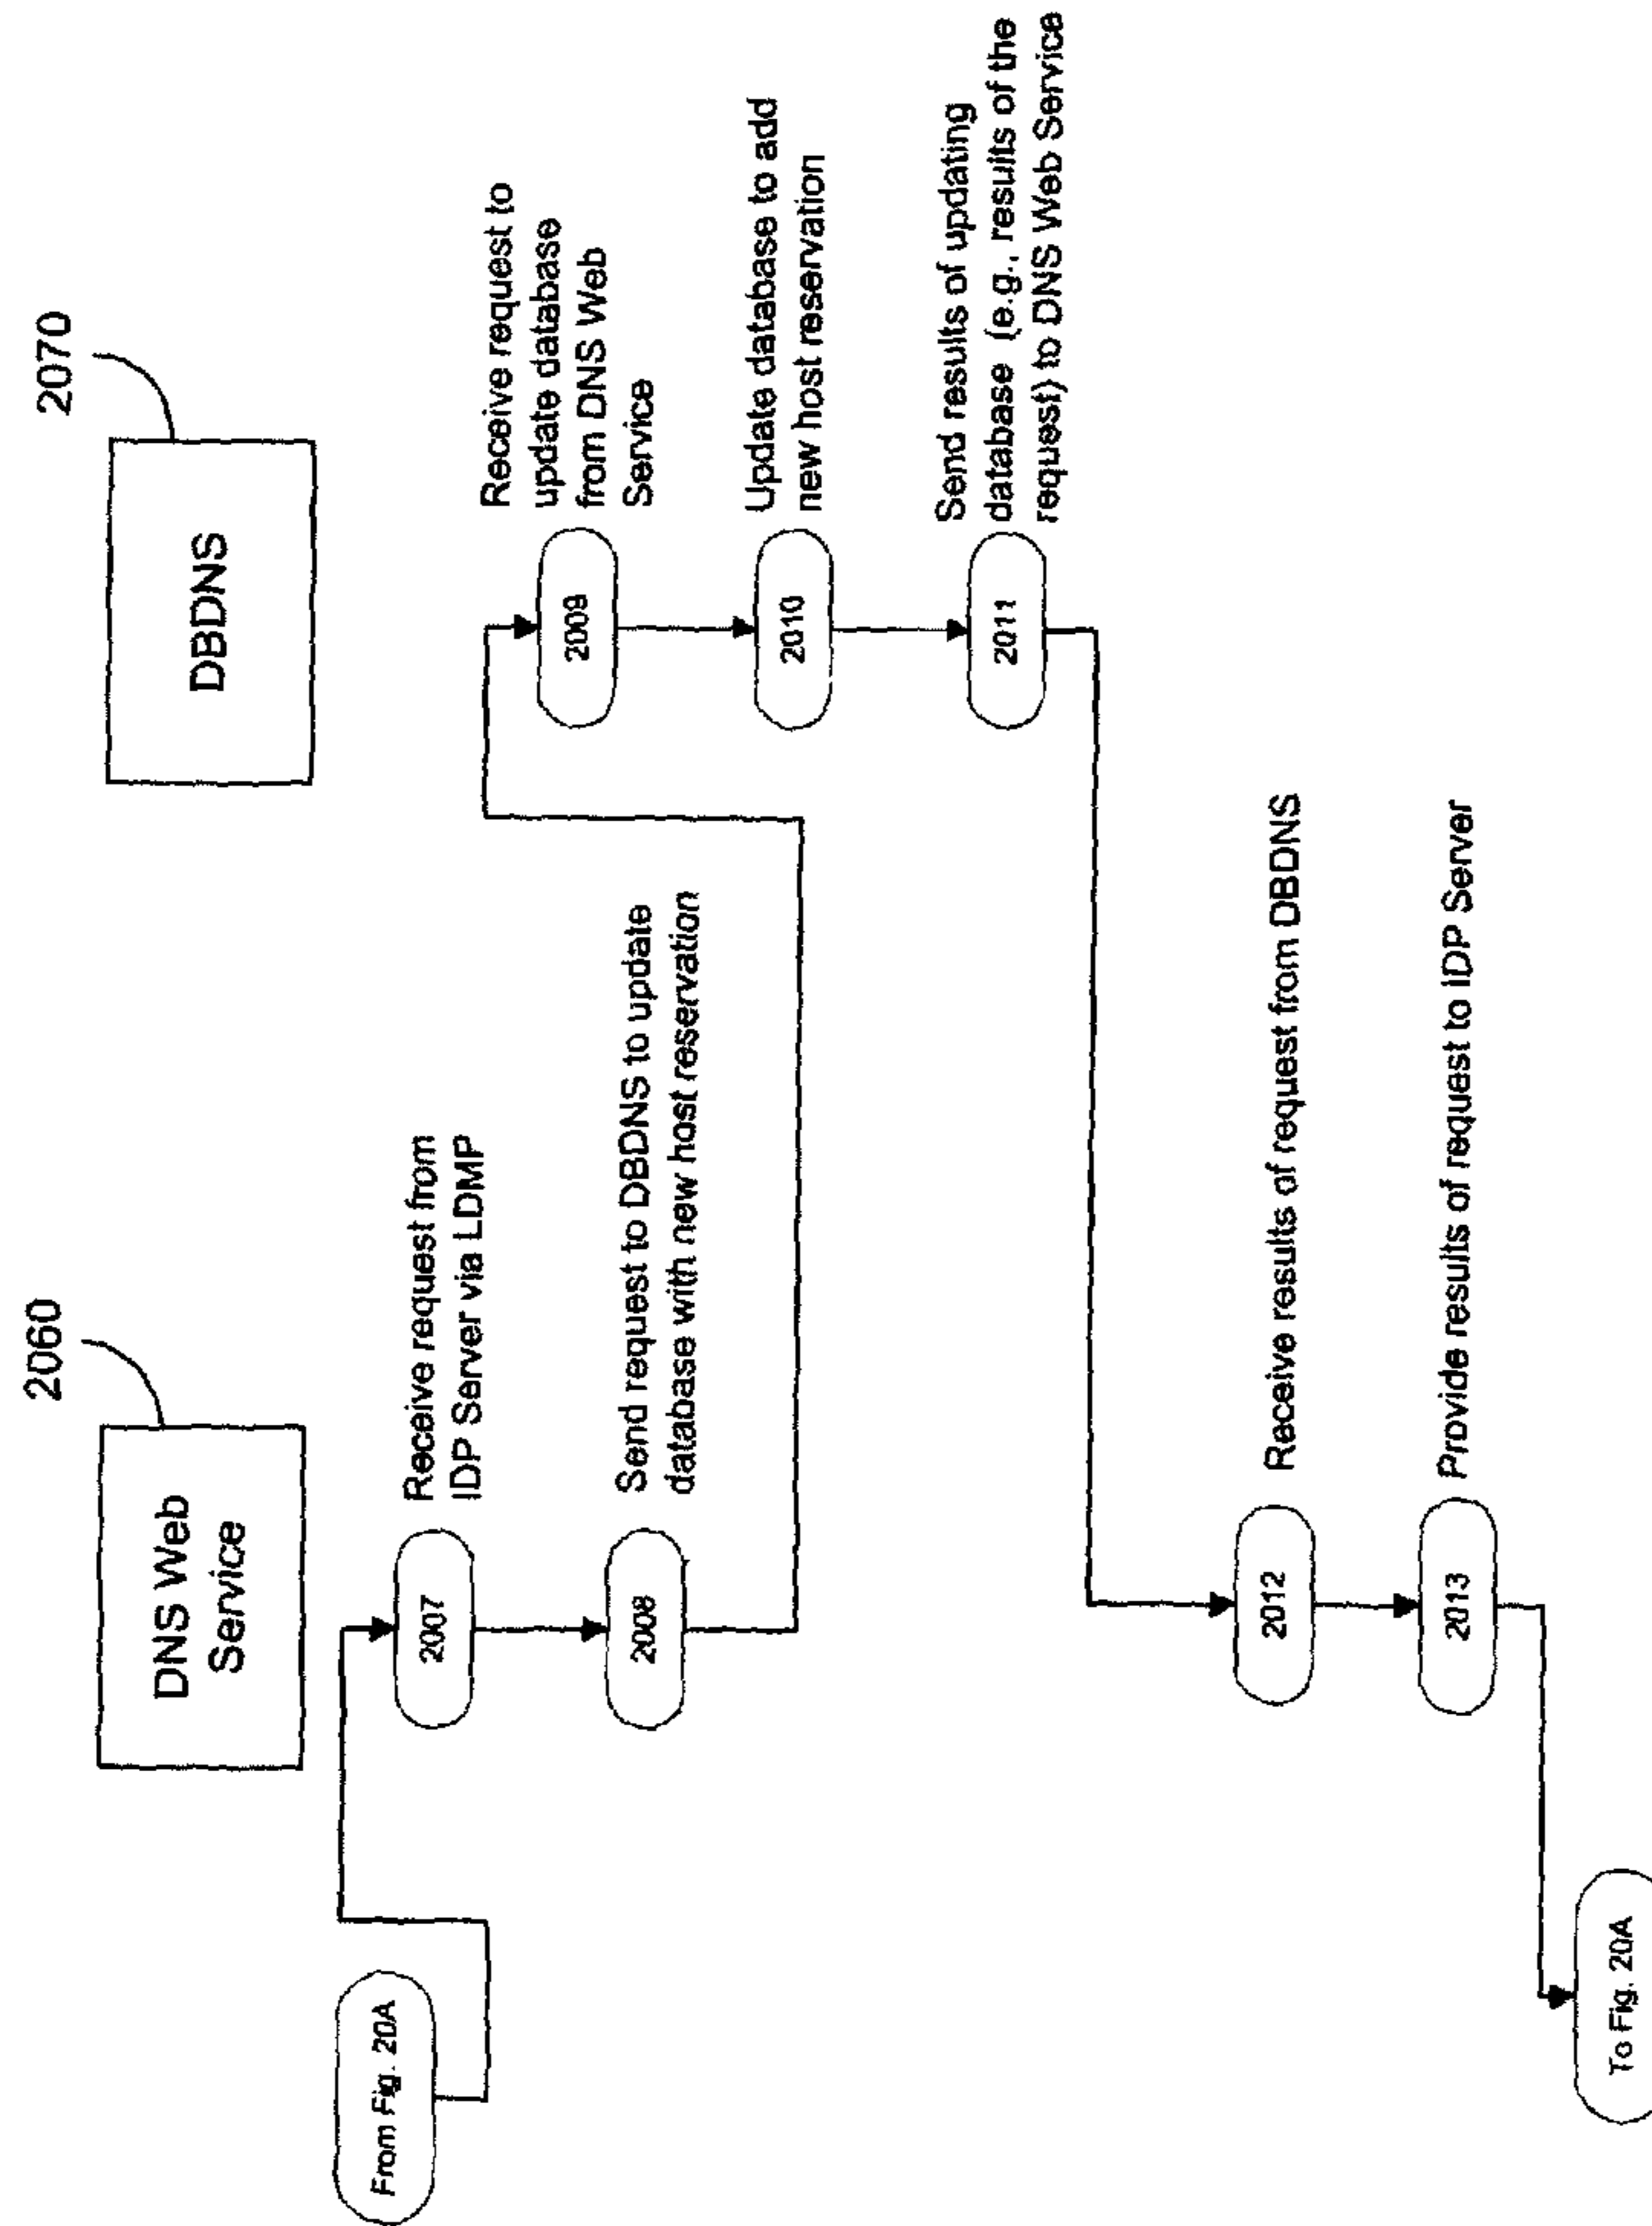 2060
DNS Web
Service
2070
DBDNS
From Fig. 20A
2007
Receive request from
IDP Server via LDMP
2008
Send request to DBDNS to update
database with new host reservation
2009
Receive request to
update database
from DNS Web
Service
2010
Update database to add
new host reservation
2011
Send results of updating
database (e.g., results of the
request) to DNS Web Service
2012
Receive results of request from DBDNS
2013
Provide results of request to IDP Server
To Fig. 20A